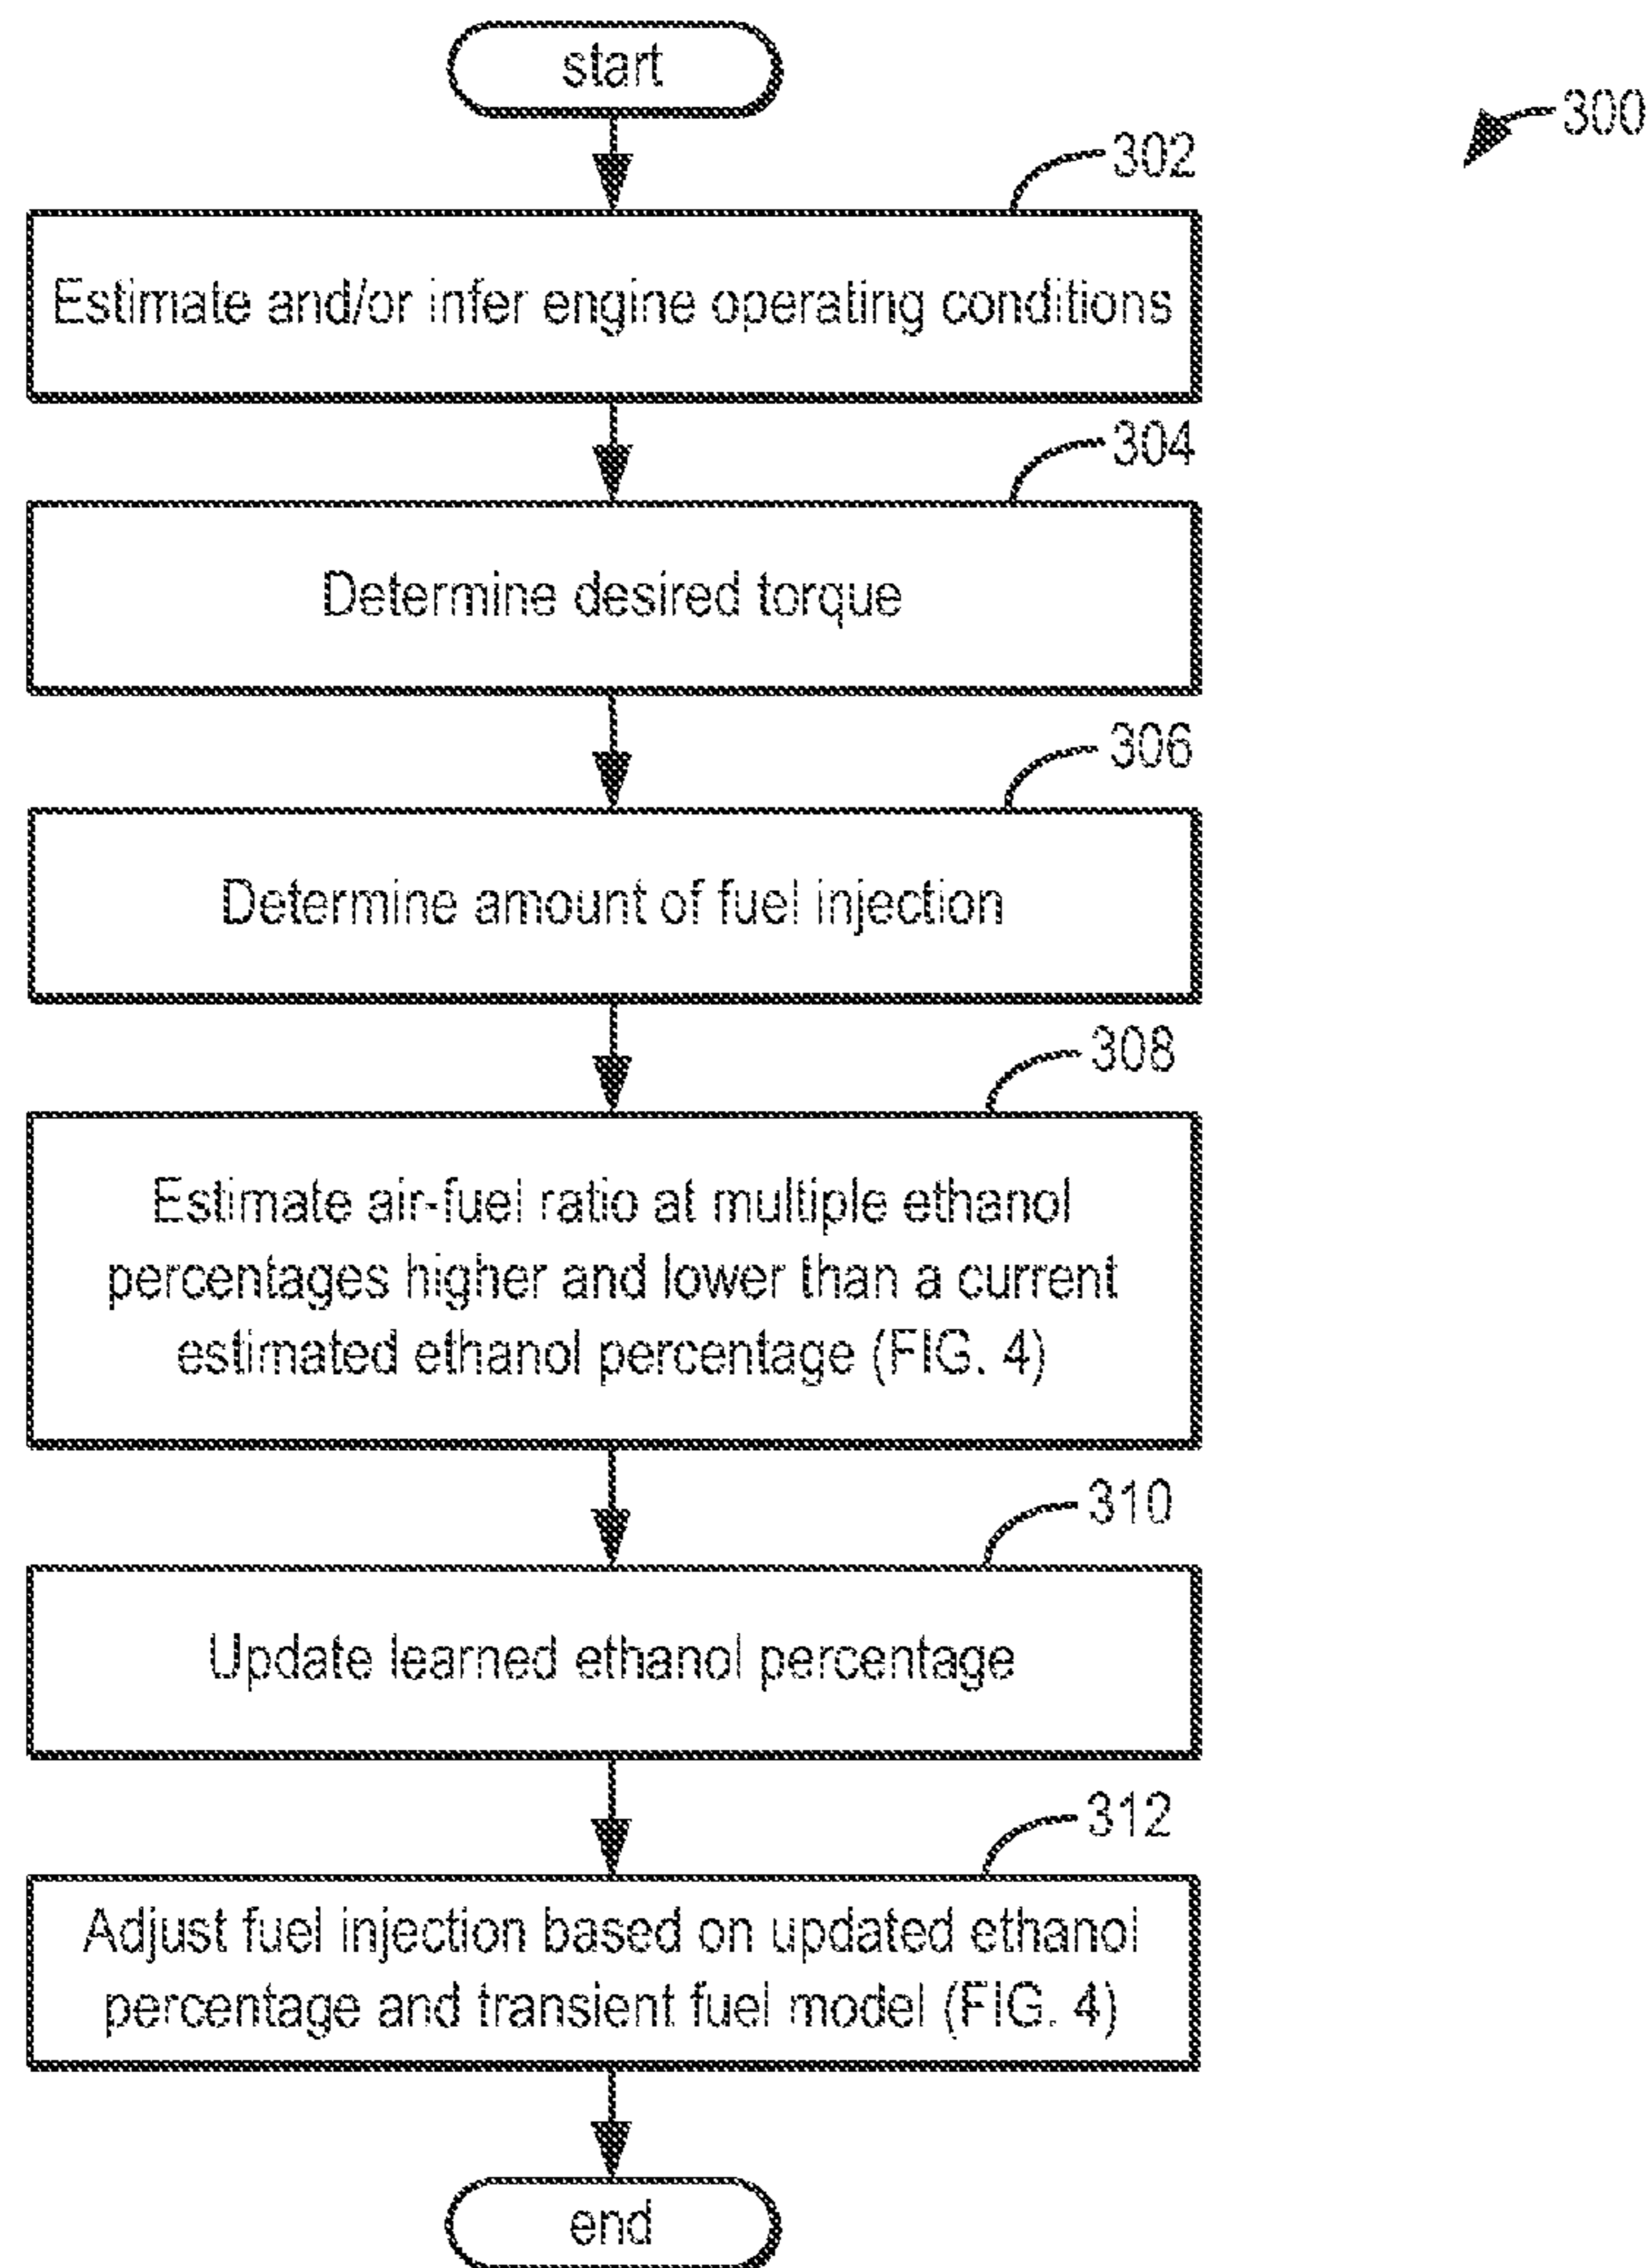 start
300
302
Estimate and/or infer engine operating conditions
304
Determine desired torque
306
Determine amount of fuel injection
308
Estimate air-fuel ratio at multiple ethanol
percentages higher and lower than a current
estimated ethanol percentage (FIG. 4)
310
Update learned ethanol percentage
312
Adjust fuel injection based on updated ethanol
percentage and transient fuel model (FIG. 4)
end